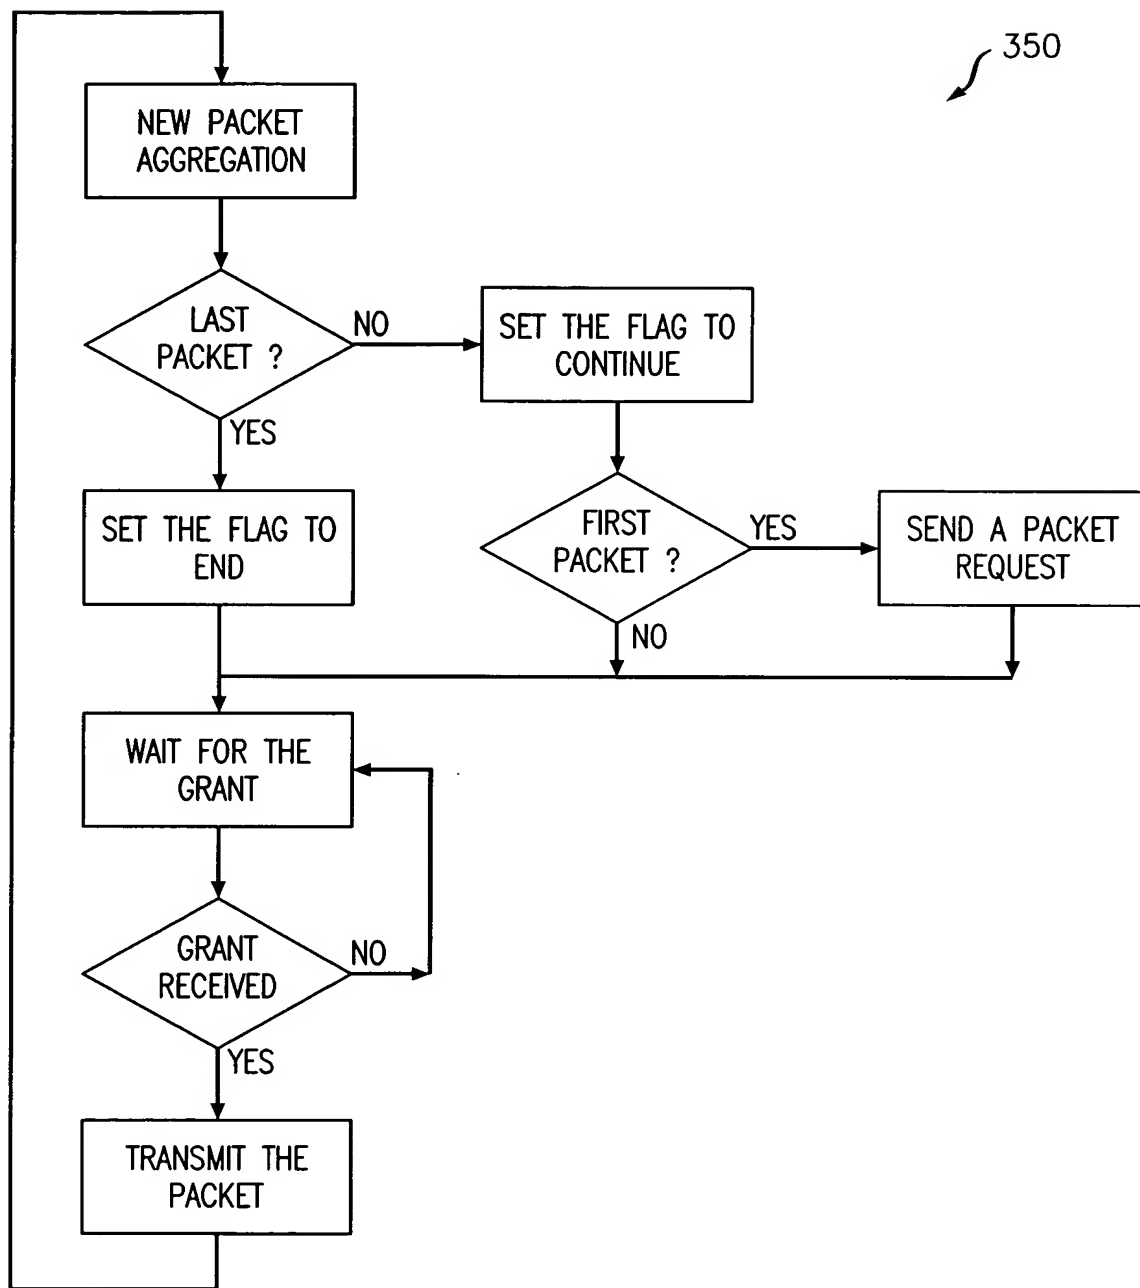 350
NEW PACKET
AGGREGATION
LAST
PACKET ?
NO
SET THE FLAG TO
CONTINUE
YES
SET THE FLAG TO
END
FIRST
PACKET ?
YES
SEND A PACKET
REQUEST
NO
WAIT FOR THE
GRANT
GRANT
RECEIVED
NO
YES
TRANSMIT THE
PACKET